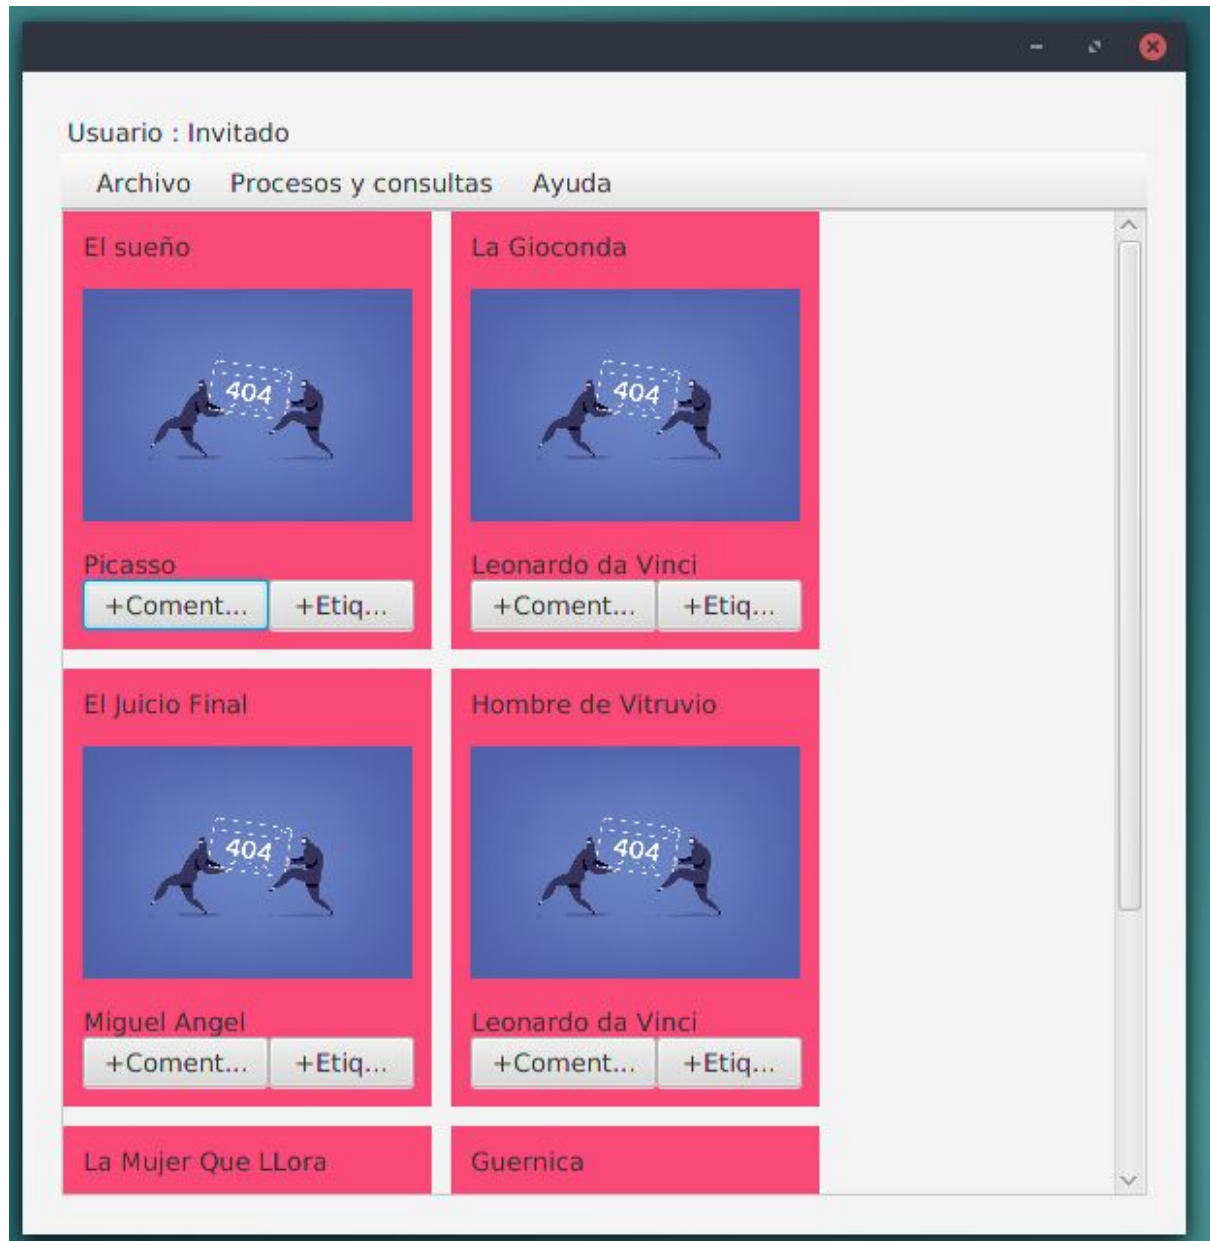 Usuario : Invitado
Archivo Procesos y consultas Ayuda
El sueño
404
Picasso
+Coment... +Etiq...
La Gioconda
404
Leonardo da Vinci
+Coment... +Etiq...
El Juicio Final
404
Miguel Angel
+Coment... +Etiq...
Hombre de Vitruvio
404
Leonardo da Vinci
+Coment... +Etiq...
La Mujer Que LLora
Guernica